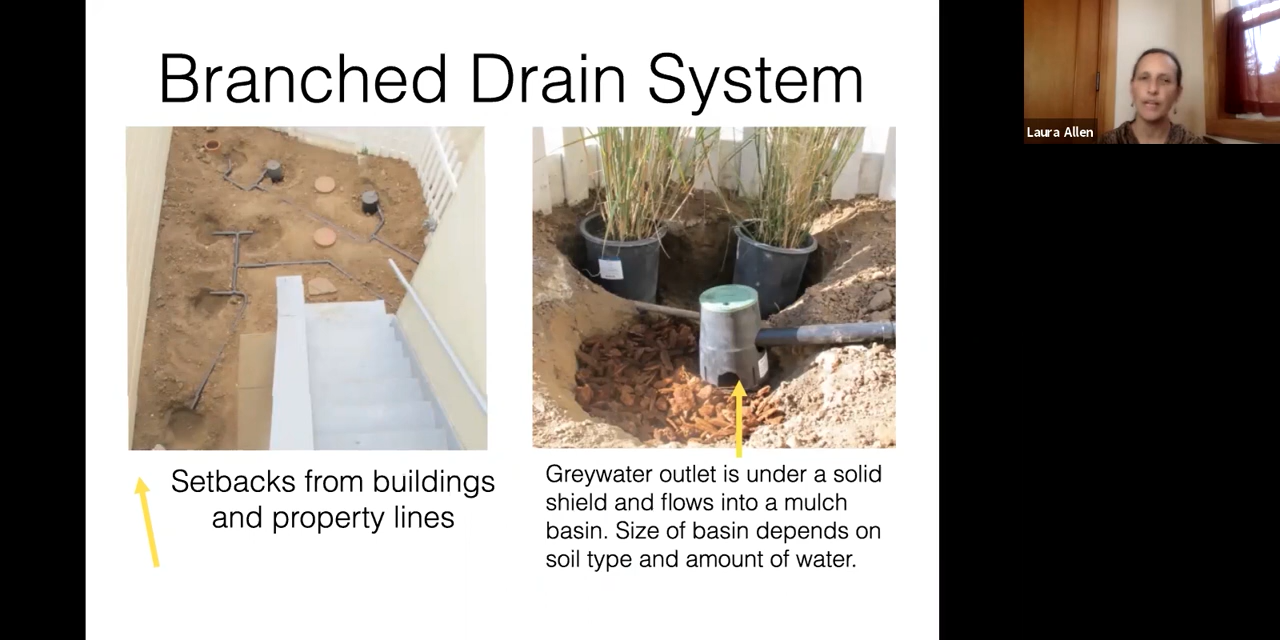 Branched Drain System
Laura Allen
Setbacks from buildings
and property lines
Greywater outlet is under a solid
shield and flows into a mulch
basin. Size of basin depends on
soil type and amount of water.